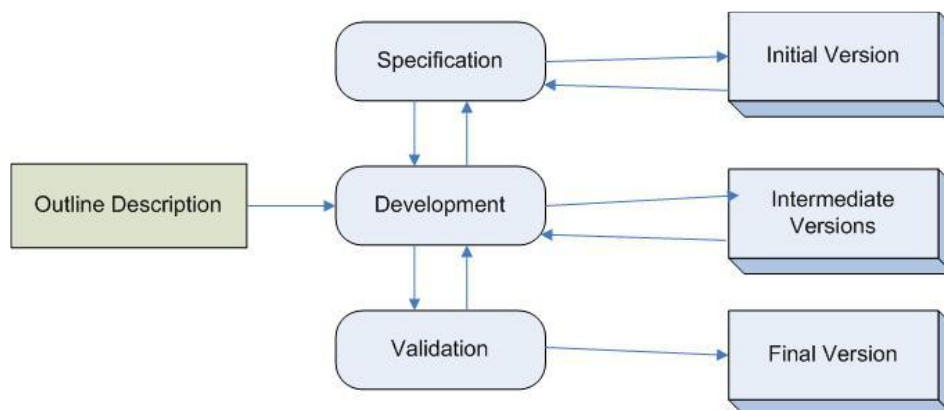 Specification
Initial Version
Outline Description
Development
Intermediate
Versions
Validation
Final Version